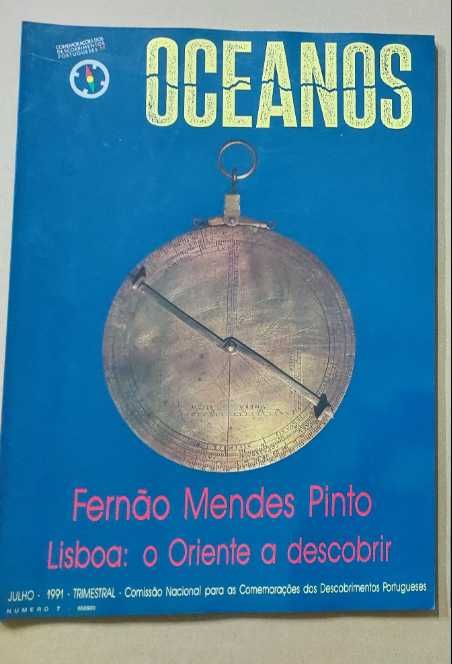 COMEMORAÇÕES DOS
DESCOBRIMENTOS
PORTUGUESES
OCEANOS
Fernão Mendes Pinto
Lisboa: o Oriente a descobrir
JULHO - 1991 - TRIMESTRAL - Comissão Nacional para as Comemorações dos Descobrimentos Portugueses
NUMERO 7 -